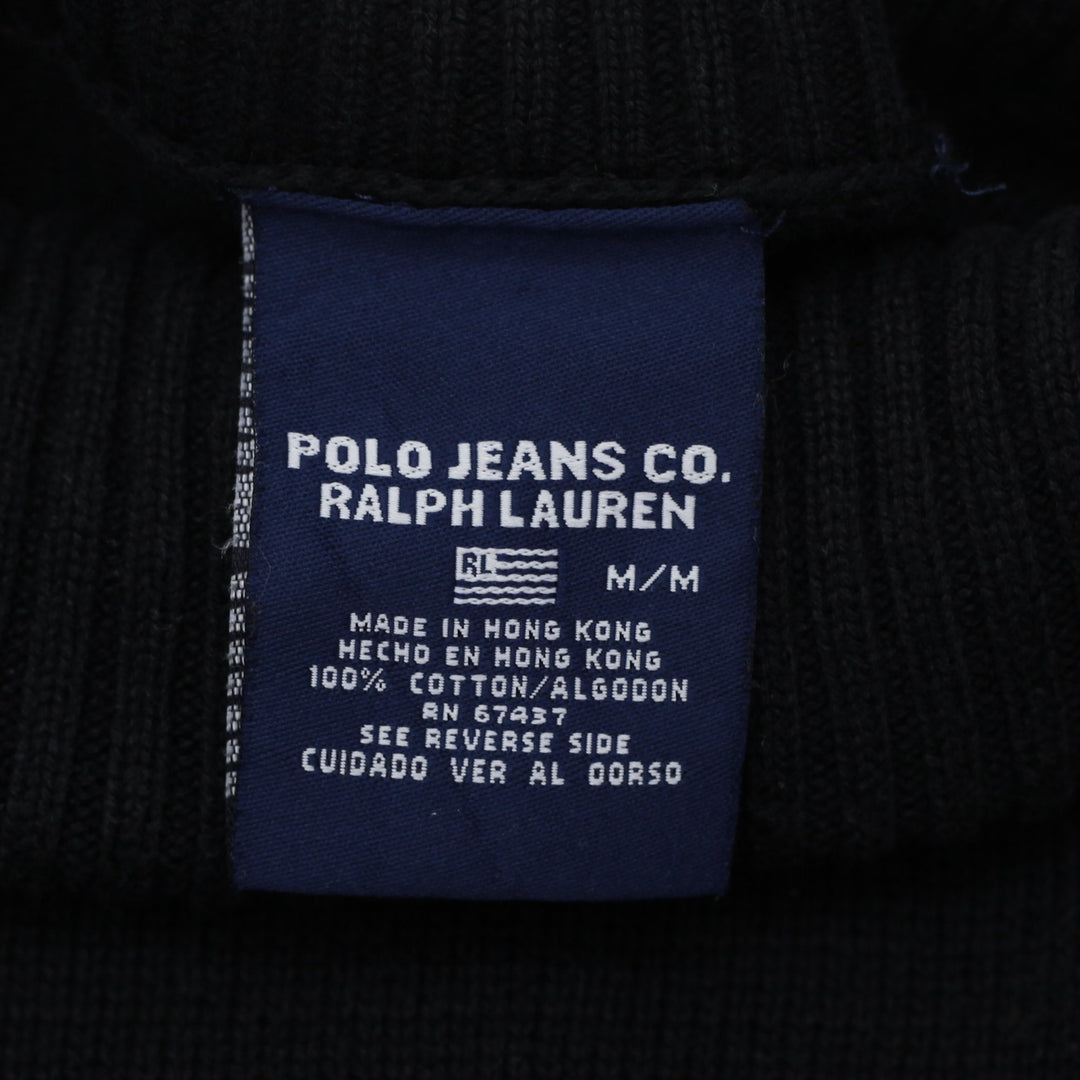 POLO JEANS CO.
RALPH LAUREN
RL M/M
MADE IN HONG KONG
HECHO EN HONG KONG
100% COTTON/ALGODON
RN 67437
SEE REVERSE SIDE
CUIDADO VER AL DORSO